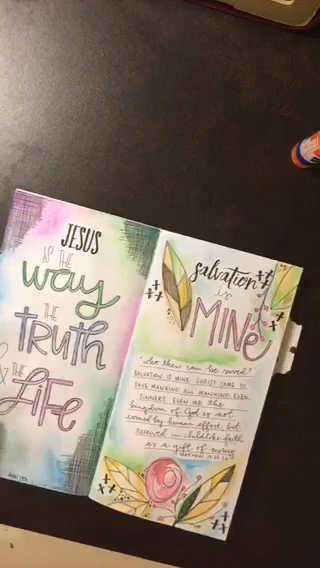 JESUS
is the
way
THE
TRUTH
& THE
Life
salvation
is
MINE
"who then can be saved?"
SALVATION IS MINE. CHRIST CAME TO
SAVE MANKIND. ALL MANKIND. EVEN
SINNERS. EVEN ME. the
kingdom of God is not
earned by human effort, but
received in childlike faith
as a gift of mercy